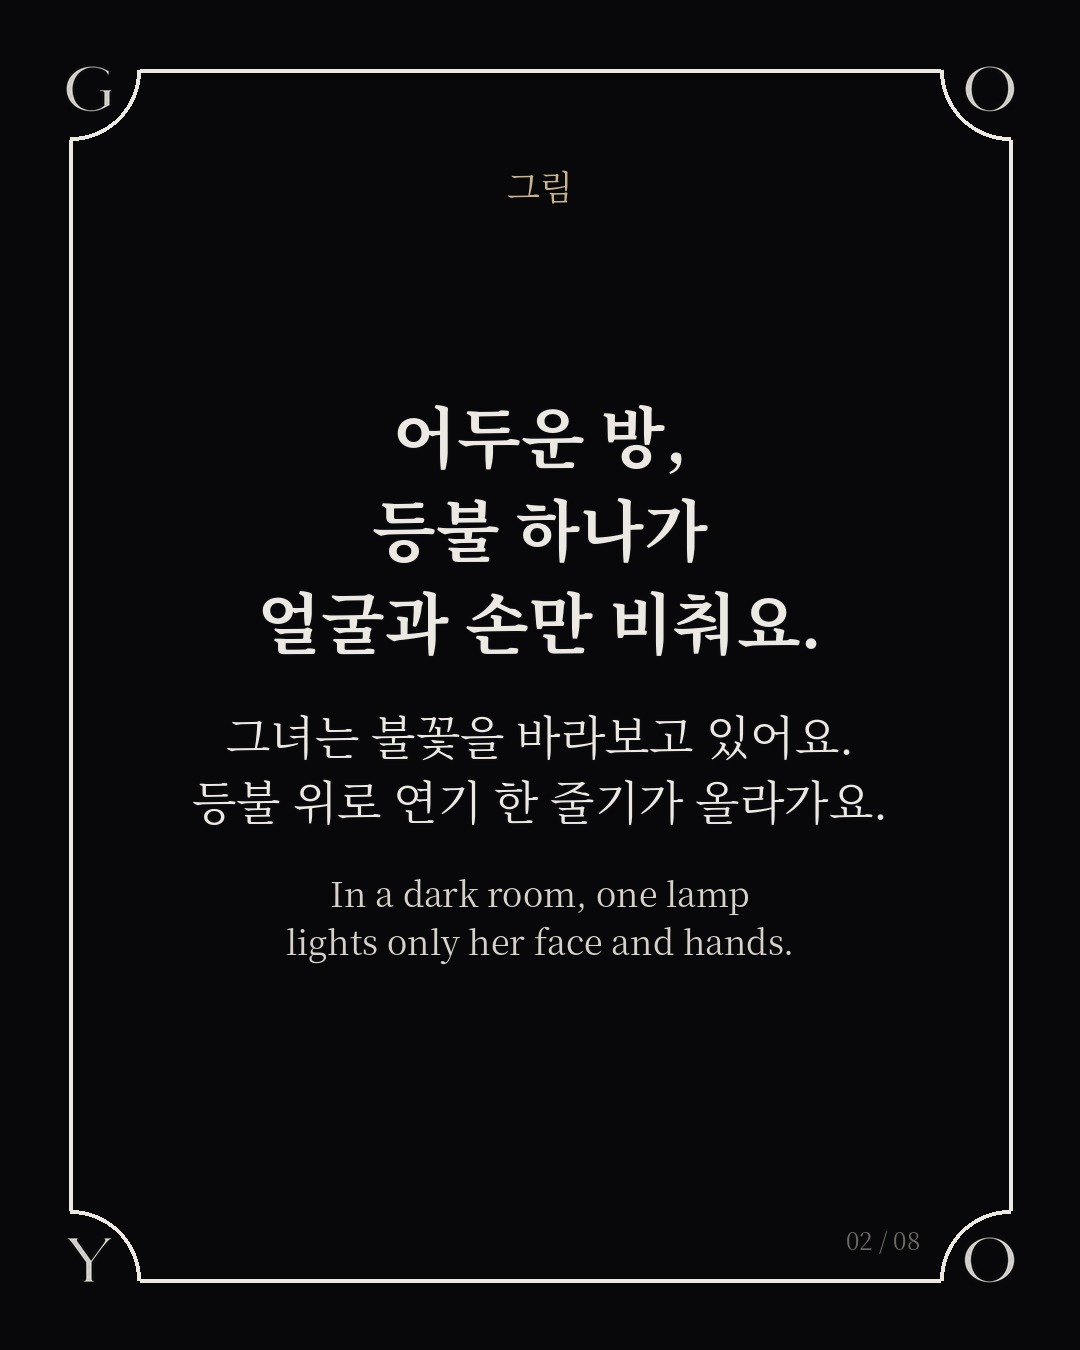 G O
그림
어두운 방,
등불 하나가
얼굴과 손만 비춰요.
그녀는 불꽃을 바라보고 있어요.
등불 위로 연기 한 줄기가 올라가요.
In a dark room, one lamp
lights only her face and hands.
02 / 08
Y O